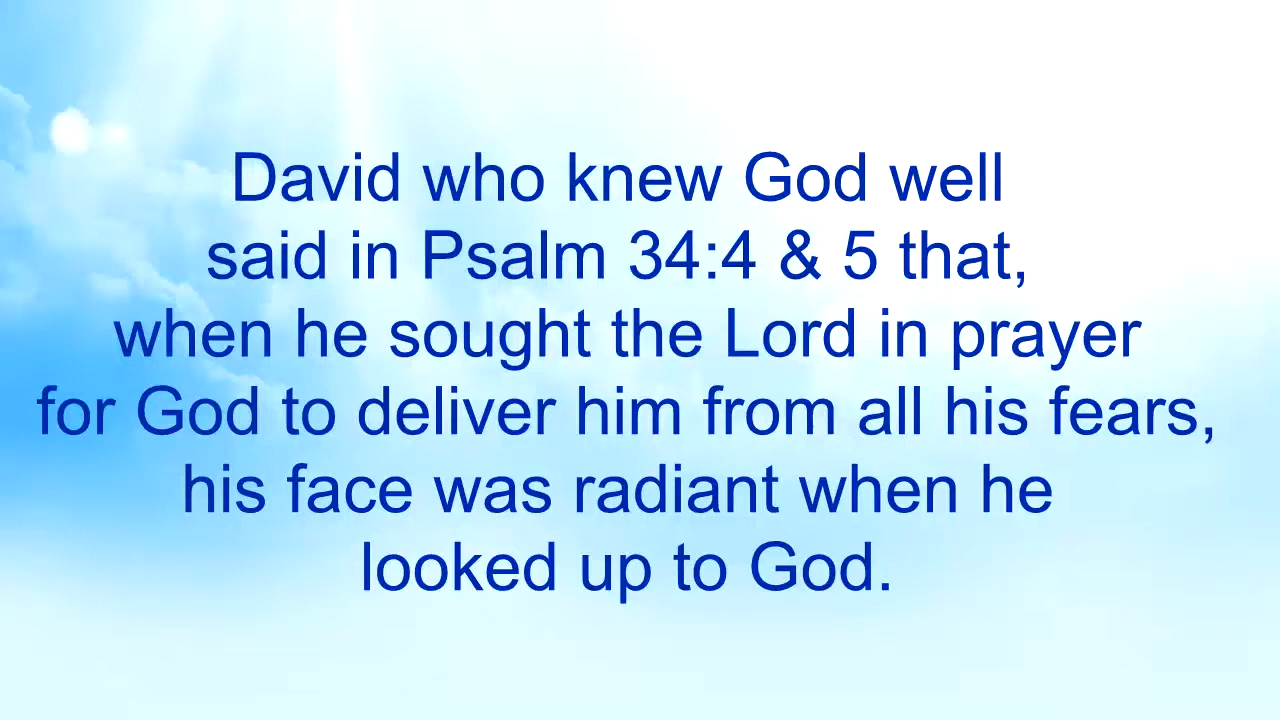 David who knew God well
said in Psalm 34:4 & 5 that,
when he sought the Lord in prayer
for God to deliver him from all his fears,
his face was radiant when he
looked up to God.